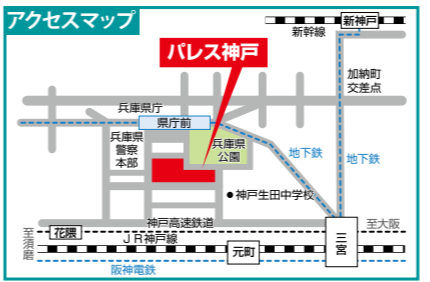 アクセスマップ
新神戸
新幹線
パレス神戸
加納町
交差点
兵庫県庁
県庁前
兵庫県
警察
本部
兵庫県
公園
地下鉄
地下鉄
●神戸生田中学校
神戸高速鉄道
至大阪
至須磨
花隈
三宮
JR神戸線
元町
阪神電鉄